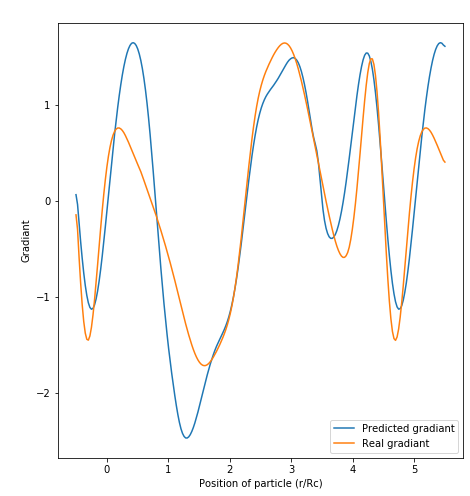 1
0
−1
−2
Gradiant
0
1
2
3
4
5
Position of particle (r/Rc)
Predicted gradiant
Real gradiant